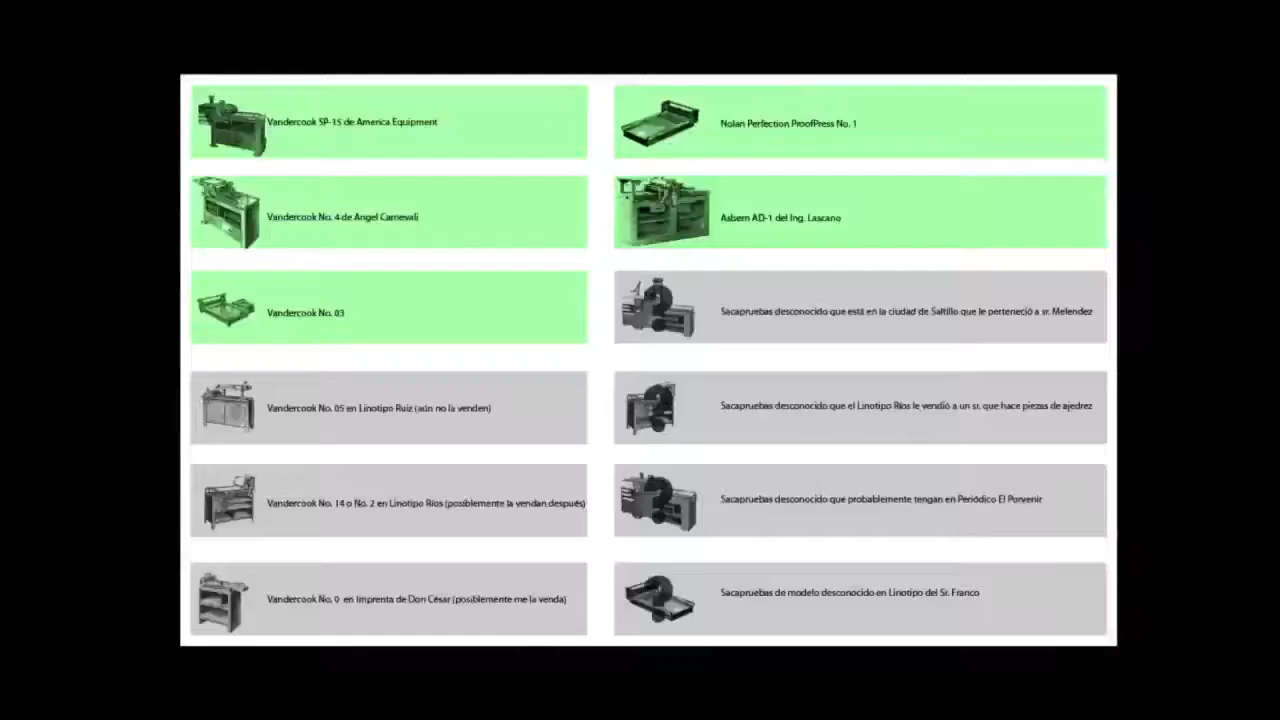 Vandercook SP-15 de America Equipment
Vandercook No. 4 de Angel Carnevali
Vandercook No. 03
Vandercook No. 05 en Linotipo Ruiz (aún no la venden)
Vandercook No. 14 o No. 2 en Linotipo Ríos (posiblemente la vendan después)
Vandercook No. 0 en Imprenta de Don César (posiblemente me la venda)
Nolan Perfection ProofPress No. 1
Asbern AD-1 del Ing. Lascano
Sacapruebas desconocido que está en la ciudad de Saltillo que le perteneció a sr. Melendez
Sacapruebas desconocido que el Linotipo Ríos le vendió a un sr. que hace piezas de ajedrez
Sacapruebas desconocido que probablemente tengan en Periódico El Porvenir
Sacapruebas de modelo desconocido en Linotipo del Sr. Franco